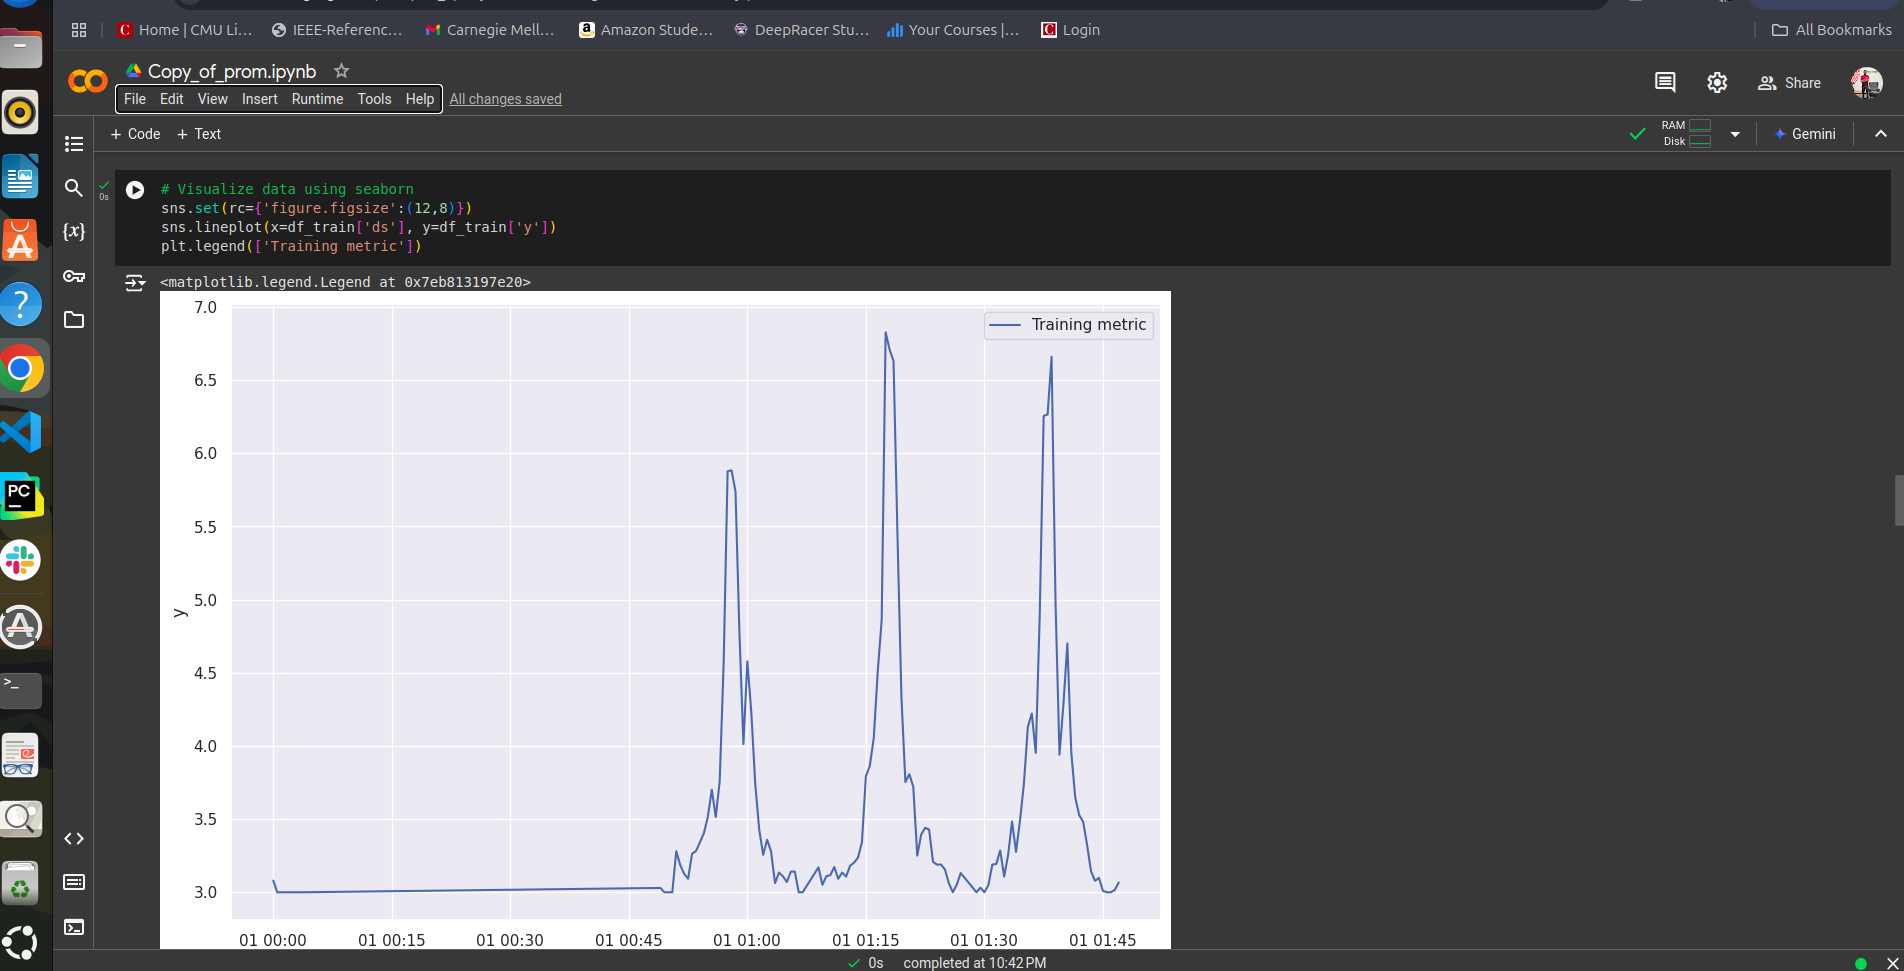 Home | CMU Li...
IEEE-Referenc...
Carnegie Mell...
Amazon Stude...
DeepRacer Stu...
Your Courses |...
Login
All Bookmarks
Copy_of_prom.ipynb
File Edit View Insert Runtime Tools Help All changes saved
Share
+ Code + Text
RAM
Disk
Gemini
0s
# Visualize data using seaborn
sns.set(rc={'figure.figsize':(12,8)})
sns.lineplot(x=df_train['ds'], y=df_train['y'])
plt.legend(['Training metric'])
<matplotlib.legend.Legend at 0x7eb813197e20>
{x}
PC
>_
Training metric
7.0
6.5
6.0
5.5
5.0
4.5
4.0
3.5
3.0
y
01 00:00 01 00:15 01 00:30 01 00:45 01 01:00 01 01:15 01 01:30 01 01:45
0s completed at 10:42 PM